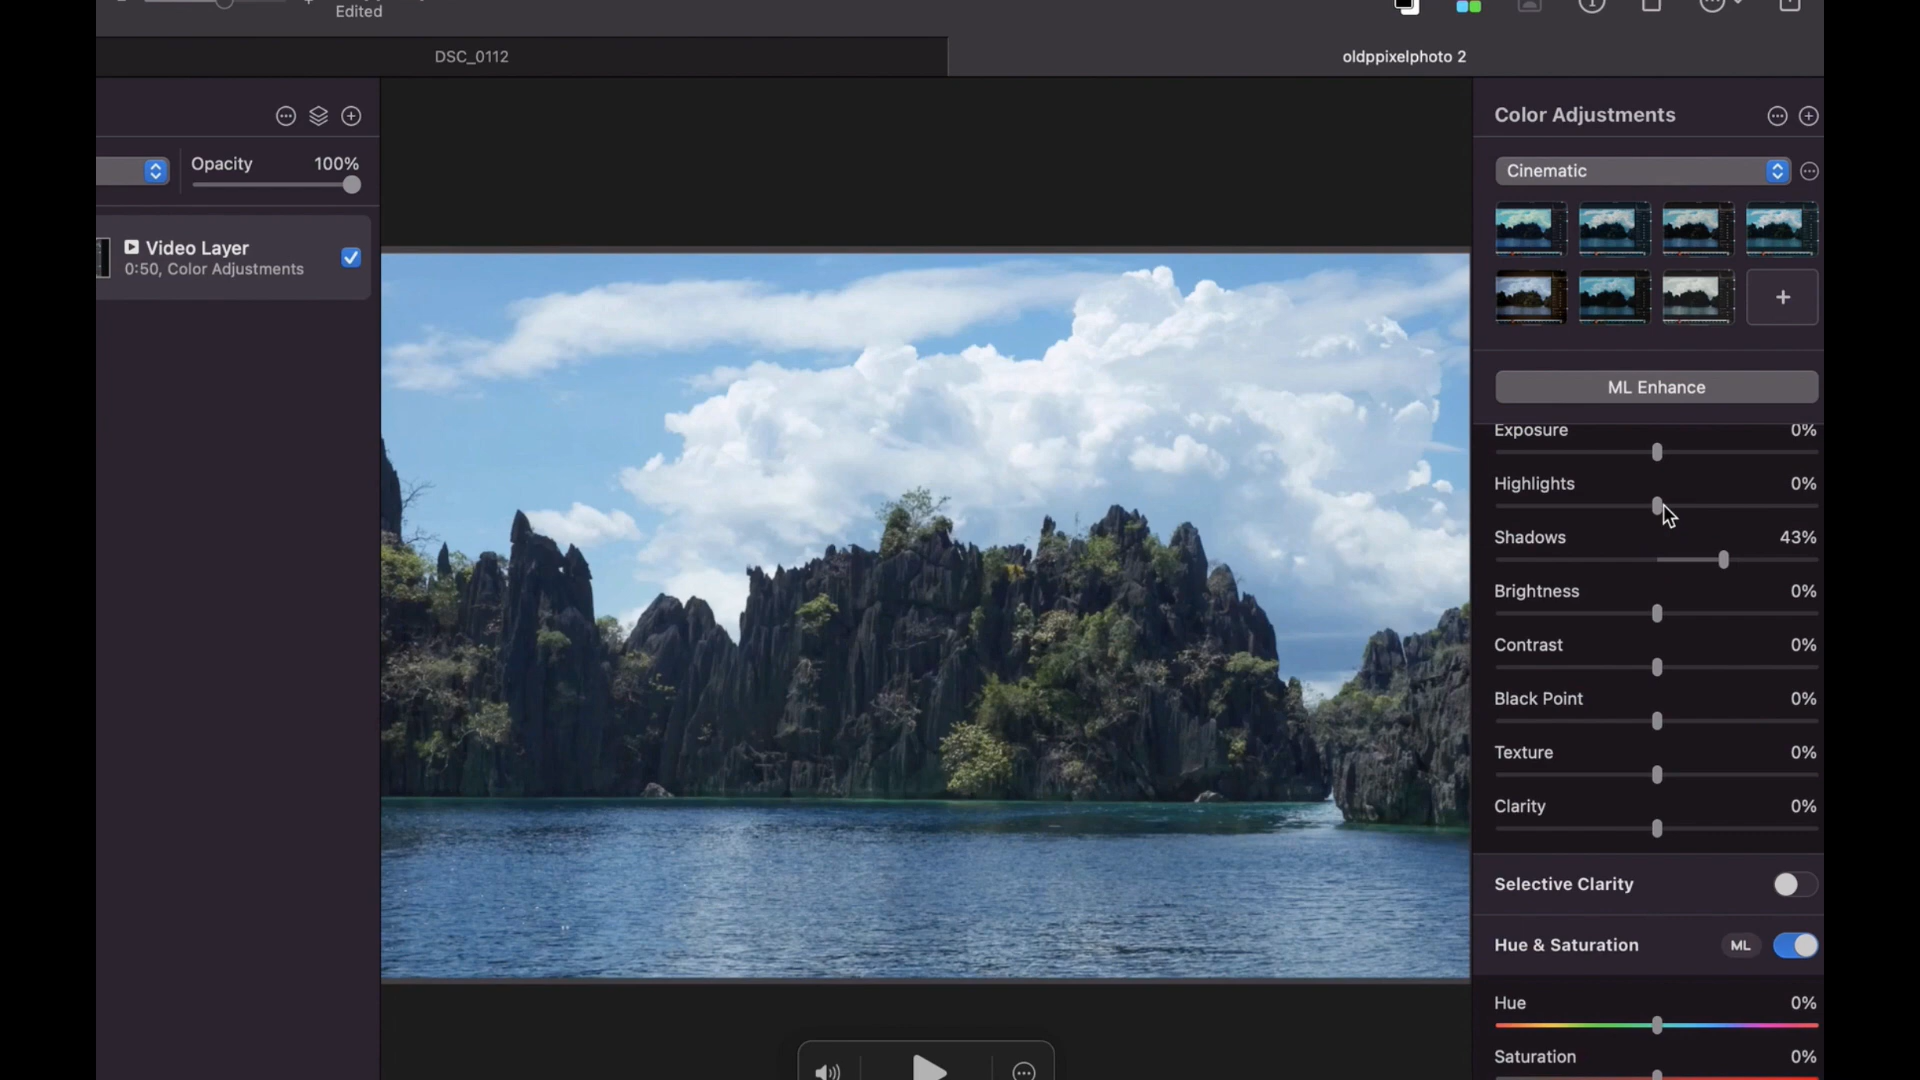 Edited
DSC_0112
oldppixelphoto 2
Opacity 100%
Video Layer
0:50, Color Adjustments
Color Adjustments
Cinematic
ML Enhance
Exposure 0%
Highlights 0%
Shadows 43%
Brightness 0%
Contrast 0%
Black Point 0%
Texture 0%
Clarity 0%
Selective Clarity
Hue & Saturation ML
Hue 0%
Saturation 0%